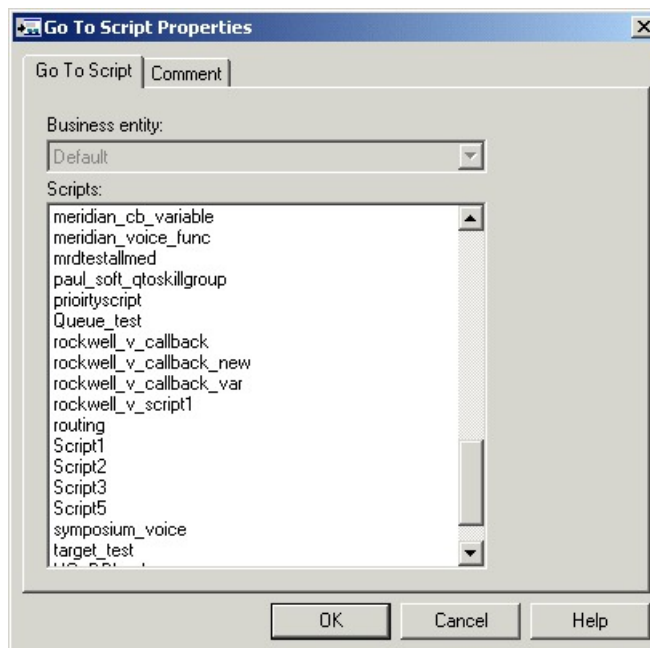 Go To Script Properties
Go To Script
Comment
Business entity:
Default
Scripts:
meridian_cb_variable
meridian_voice_func
mrdtestallmed
paul_soft_qtoskillgroup
prioirtyscript
Queue_test
rockwell_v_callback
rockwell_v_callback_new
rockwell_v_callback_var
rockwell_v_script1
routing
Script1
Script2
Script3
Script5
symposium_voice
target_test
OK
Cancel
Help